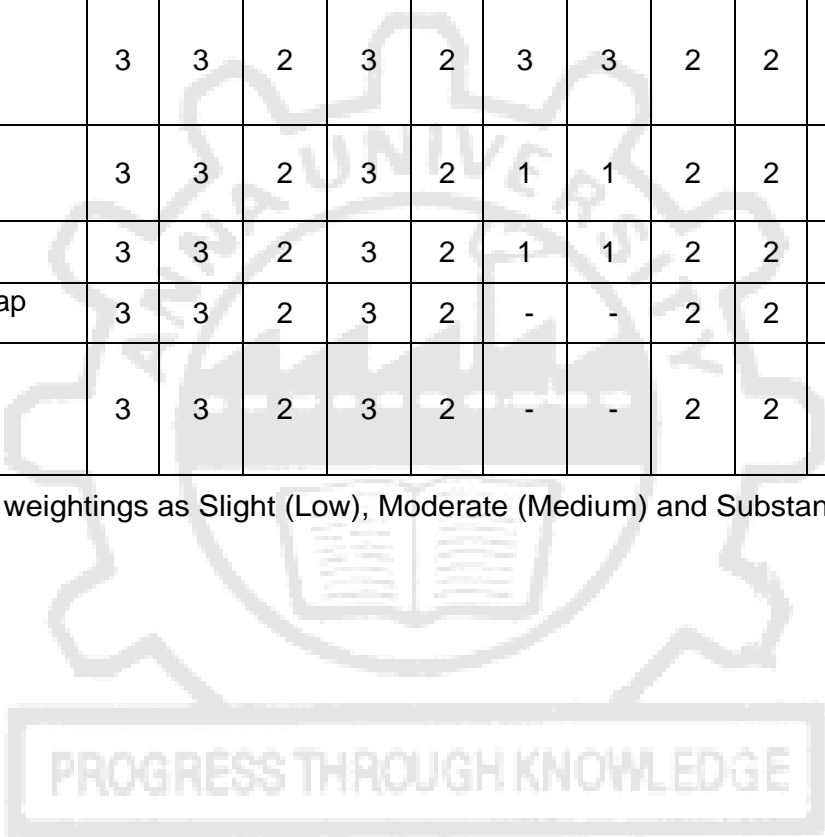 3 3 2 3 2 3 3 2 2
3 3 2 3 2 1 1 2 2
3 3 2 3 2 1 1 2 2
ap 3 3 2 3 2 - - 2 2
3 3 2 3 2 - - 2 2
weightings as Slight (Low), Moderate (Medium) and Substan
ANNA UNIVERSITY
PROGRESS THROUGH KNOWLEDGE